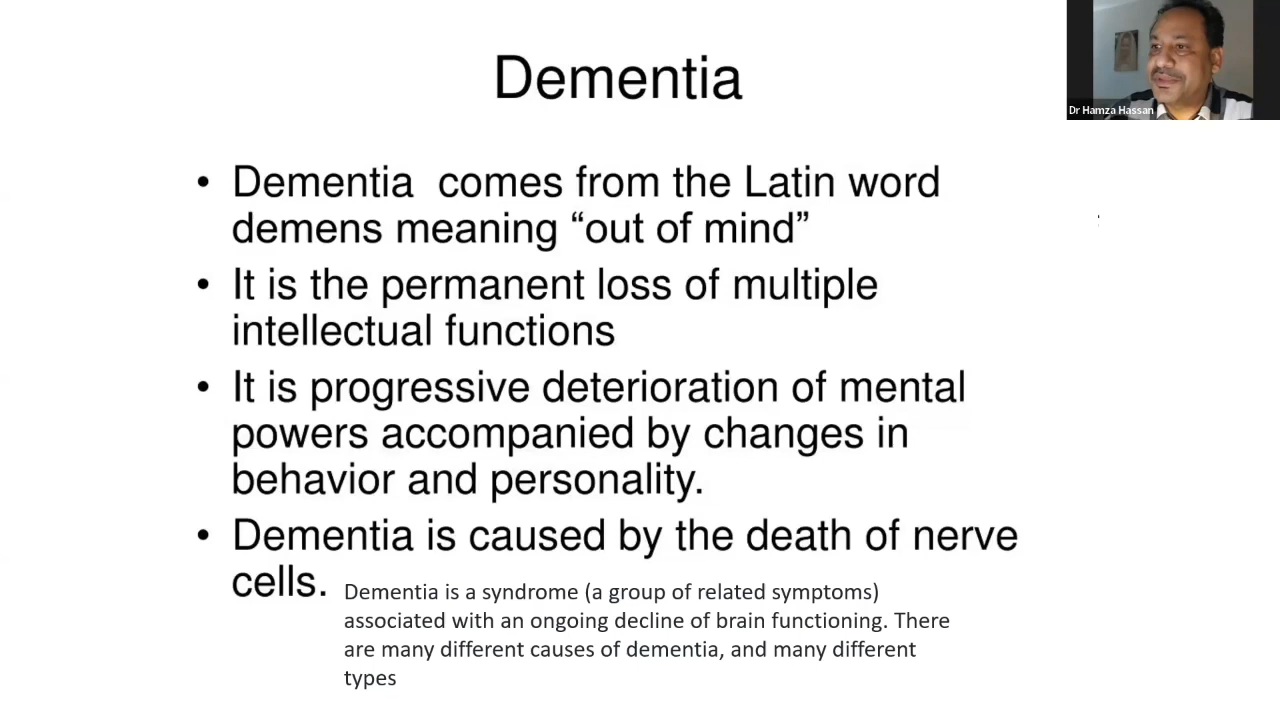 Dementia
Dr Hamza Hassan
• Dementia  comes from the Latin word
demens meaning “out of mind”
• It is the permanent loss of multiple
intellectual functions
• It is progressive deterioration of mental
powers accompanied by changes in
behavior and personality.
• Dementia is caused by the death of nerve
cells.
Dementia is a syndrome (a group of related symptoms)
associated with an ongoing decline of brain functioning. There
are many different causes of dementia, and many different
types